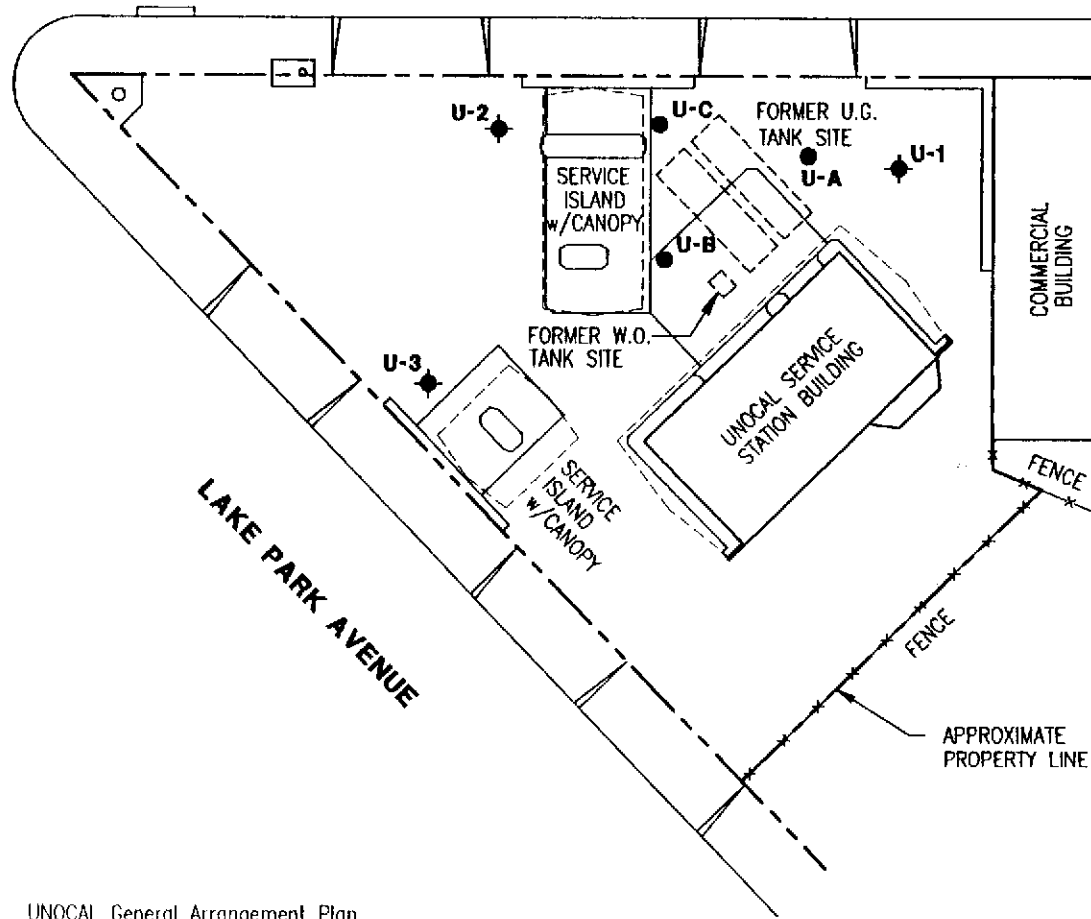 U-2
U-C
FORMER U.G.
TANK SITE
U-1
U-A
SERVICE
ISLAND
w/CANOPY
U-B
COMMERCIAL
BUILDING
FORMER W.O.
TANK SITE
U-3
UNOCAL SERVICE
STATION BUILDING
SERVICE
ISLAND
w/CANOPY
FENCE
LAKE PARK AVENUE
FENCE
APPROXIMATE
PROPERTY LINE
UNOCAL General Arrangement Plan